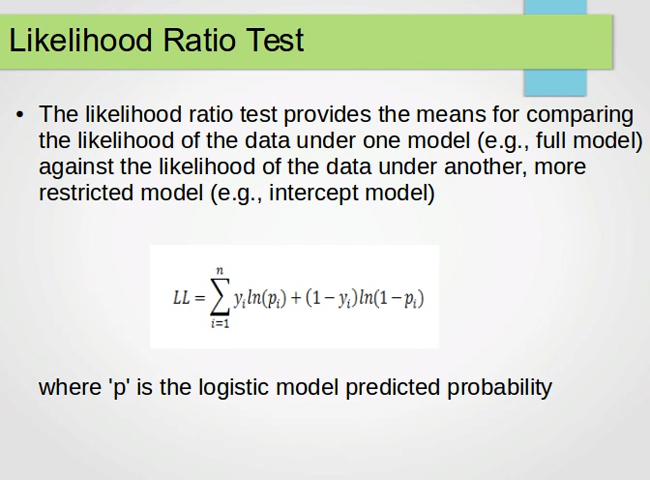 Likelihood Ratio Test
• The likelihood ratio test provides the means for comparing
the likelihood of the data under one model (e.g., full model)
against the likelihood of the data under another, more
restricted model (e.g., intercept model)
n
LL = ∑ yᵢln(pᵢ) + (1 − yᵢ)ln(1 − pᵢ)
i=1
where 'p' is the logistic model predicted probability